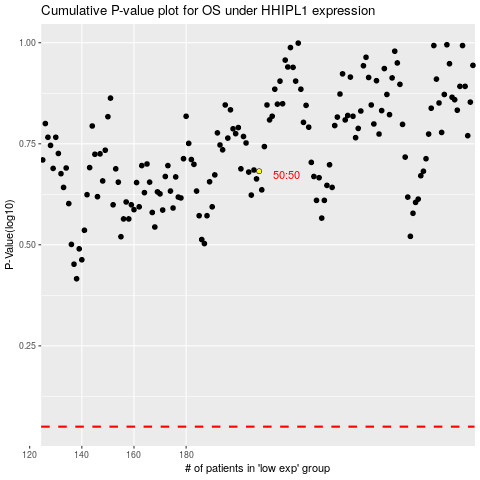 Cumulative P-value plot for OS under HHIPL1 expression
1.00
0.75
0.50
0.25
P-Value(log10)
50:50
120 140 160 180
# of patients in 'low exp' group